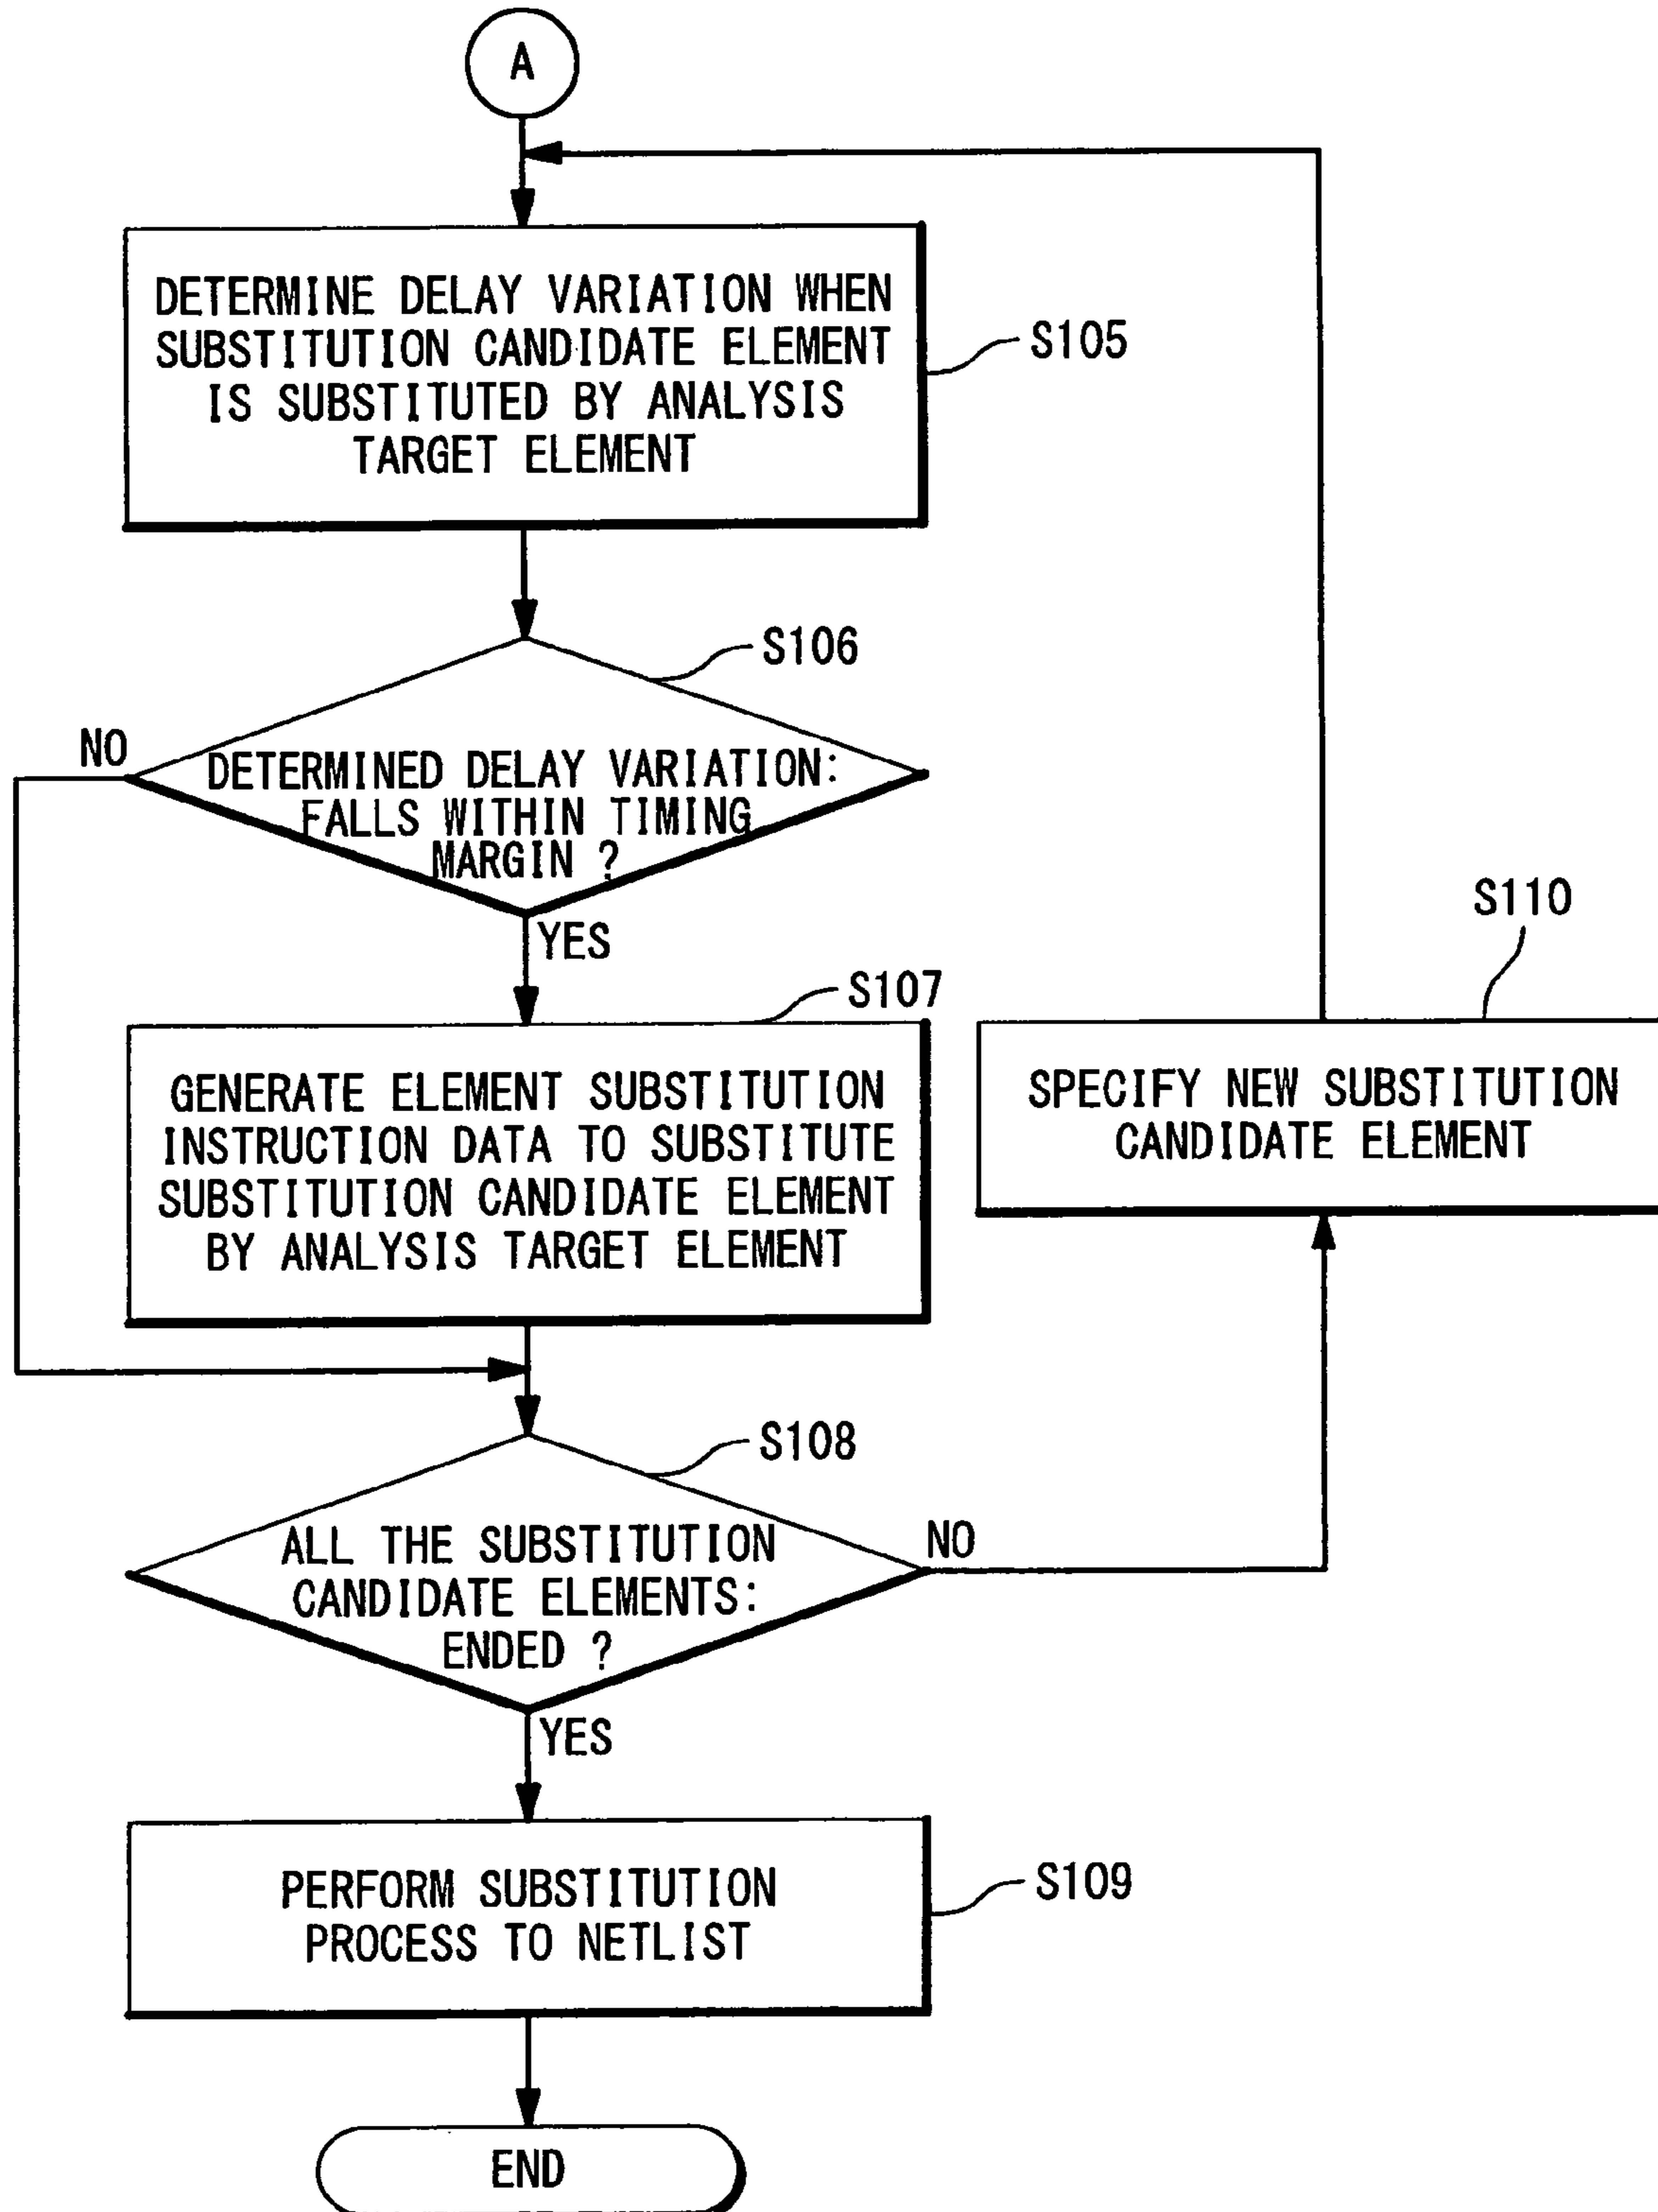 A
DETERMINE DELAY VARIATION WHEN
SUBSTITUTION CANDIDATE ELEMENT
IS SUBSTITUTED BY ANALYSIS
TARGET ELEMENT
S105
S106
NO
DETERMINED DELAY VARIATION:
FALLS WITHIN TIMING
MARGIN ?
YES
S107
GENERATE ELEMENT SUBSTITUTION
INSTRUCTION DATA TO SUBSTITUTE
SUBSTITUTION CANDIDATE ELEMENT
BY ANALYSIS TARGET ELEMENT
S110
SPECIFY NEW SUBSTITUTION
CANDIDATE ELEMENT
S108
ALL THE SUBSTITUTION
CANDIDATE ELEMENTS:
ENDED ?
NO
YES
PERFORM SUBSTITUTION
PROCESS TO NETLIST
S109
END